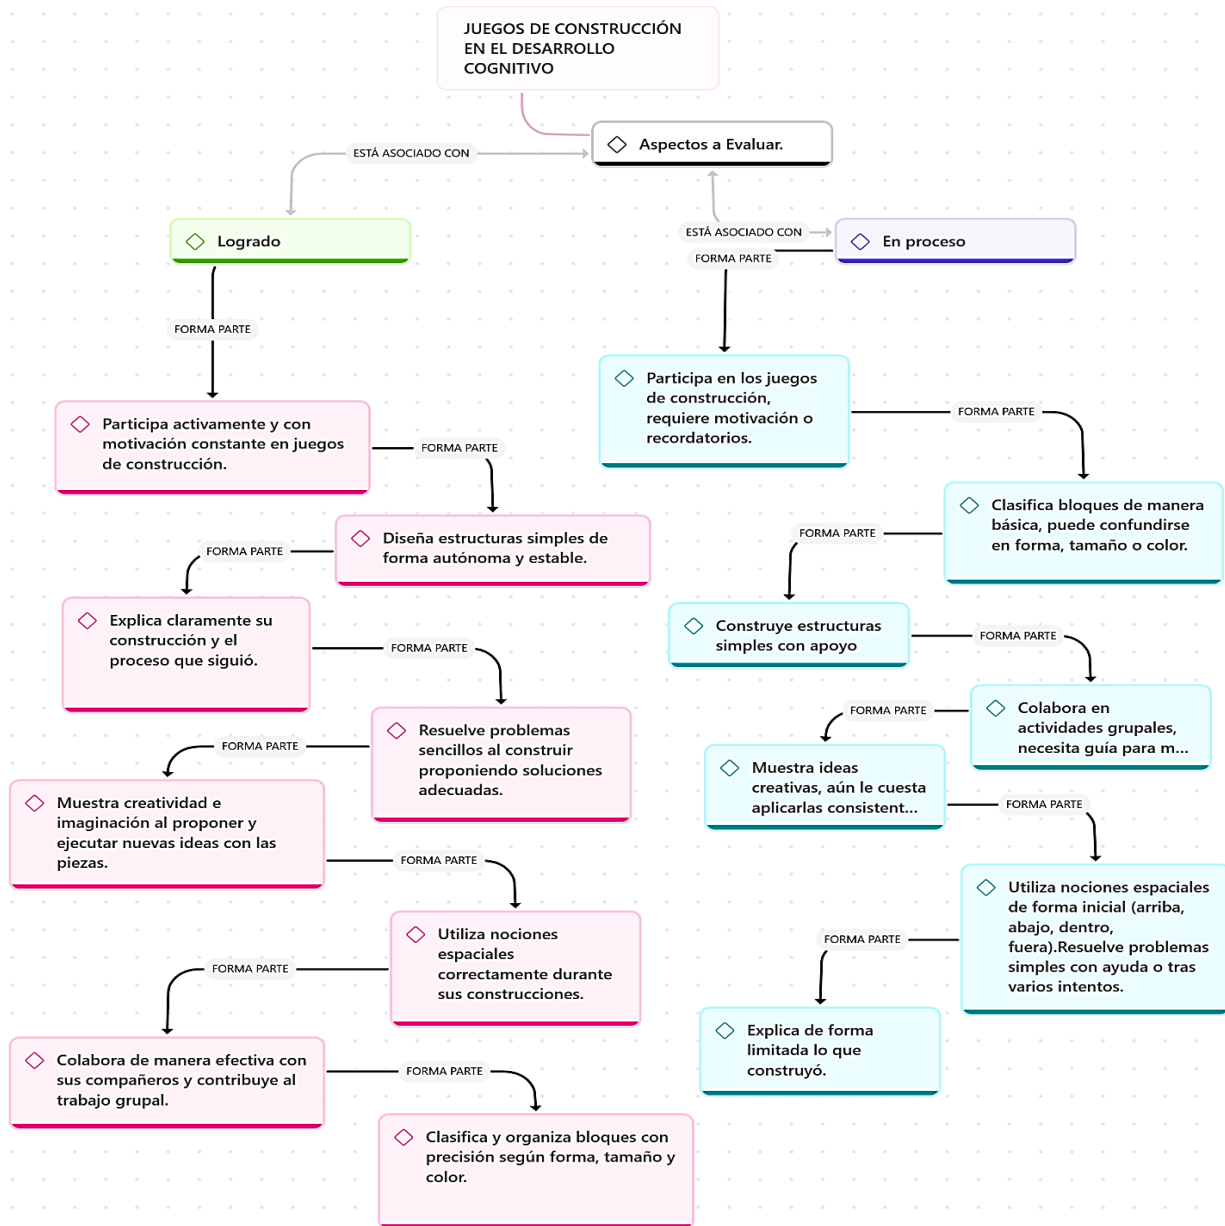 JUEGOS DE CONSTRUCCIÓN
EN EL DESARROLLO
COGNITIVO
Aspectos a Evaluar.
ESTÁ ASOCIADO CON
Logrado
ESTÁ ASOCIADO CON
En proceso
FORMA PARTE
FORMA PARTE
Participa activamente y con
motivación constante en juegos
de construcción.
FORMA PARTE
Diseña estructuras simples de
forma autónoma y estable.
FORMA PARTE
Explica claramente su
construcción y el
proceso que siguió.
FORMA PARTE
Resuelve problemas
sencillos al construir
proponiendo soluciones
adecuadas.
FORMA PARTE
Muestra creatividad e
imaginación al proponer y
ejecutar nuevas ideas con las
piezas.
FORMA PARTE
Utiliza nociones
espaciales
correctamente durante
sus construcciones.
FORMA PARTE
Colabora de manera efectiva con
sus compañeros y contribuye al
trabajo grupal.
FORMA PARTE
Clasifica y organiza bloques con
precisión según forma, tamaño y
color.
Participa en los juegos
de construcción,
requiere motivación o
recordatorios.
FORMA PARTE
Clasifica bloques de manera
básica, puede confundirse
en forma, tamaño o color.
FORMA PARTE
Construye estructuras
simples con apoyo
FORMA PARTE
Colabora en
actividades grupales,
necesita guía para m...
FORMA PARTE
Muestra ideas
creativas, aún le cuesta
aplicarlas consistent...
FORMA PARTE
Utiliza nociones espaciales
de forma inicial (arriba,
abajo, dentro,
fuera).Resuelve problemas
simples con ayuda o tras
varios intentos.
FORMA PARTE
Explica de forma
limitada lo que
construyó.